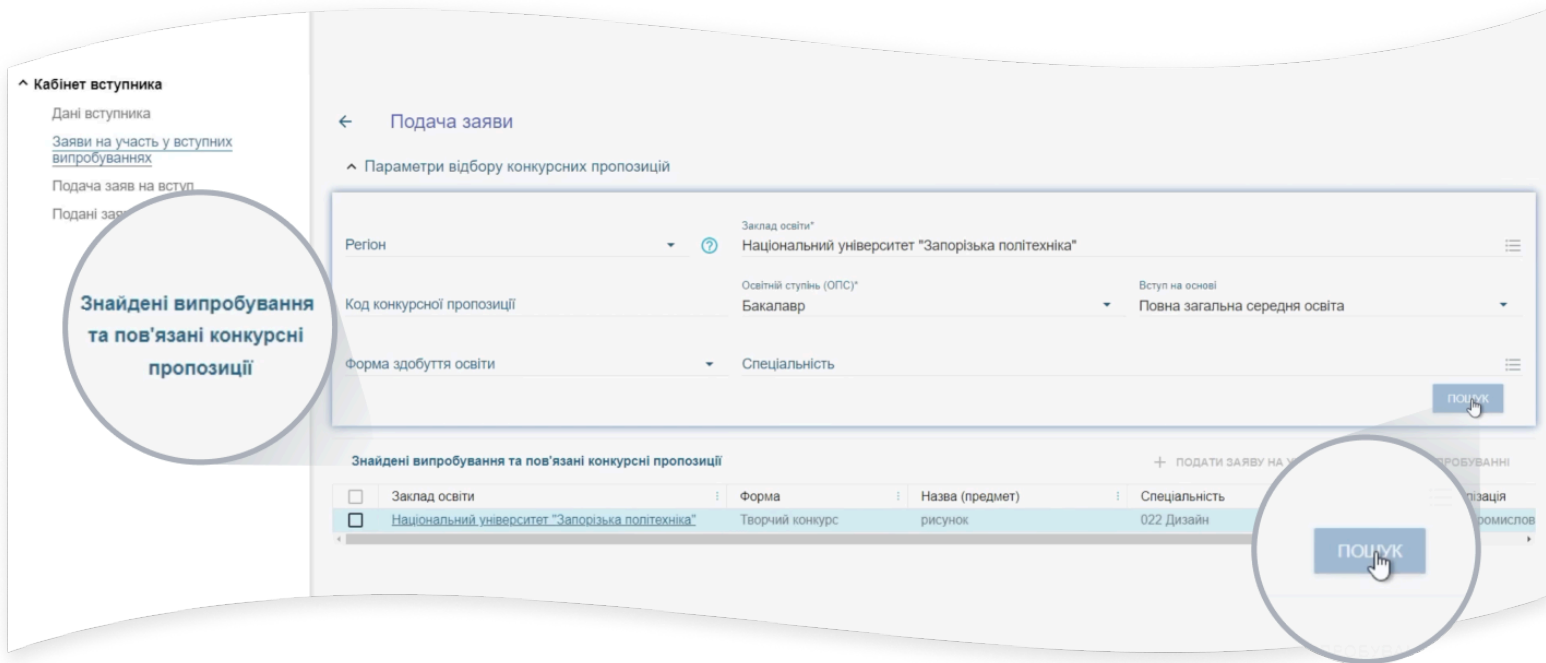 Кабінет вступника
Дані вступника
Заяви на участь у вступних
випробуваннях
Подача заяв на вступ
Подані
Знайдені випробування
та пов'язані конкурсні
пропозиції
Подача заяви
Параметри відбору конкурсних пропозицій
Регіон
Заклад освіти*
Національний університет "Запорізька політехніка"
Код конкурсної пропозиції
Освітній ступінь (ОПС)*
Бакалавр
Вступ на основі
Повна загальна середня освіта
Форма здобуття освіти
Спеціальність
ПОШУК
Знайдені випробування та пов'язані конкурсні пропозиції
+ ПОДАТИ ЗАЯВУ НА
Заклад освіти Форма Назва (предмет) Спеціальність
Національний університет "Запорізька політехніка" Творчий конкурс рисунок 022 Дизайн
ПОШУК